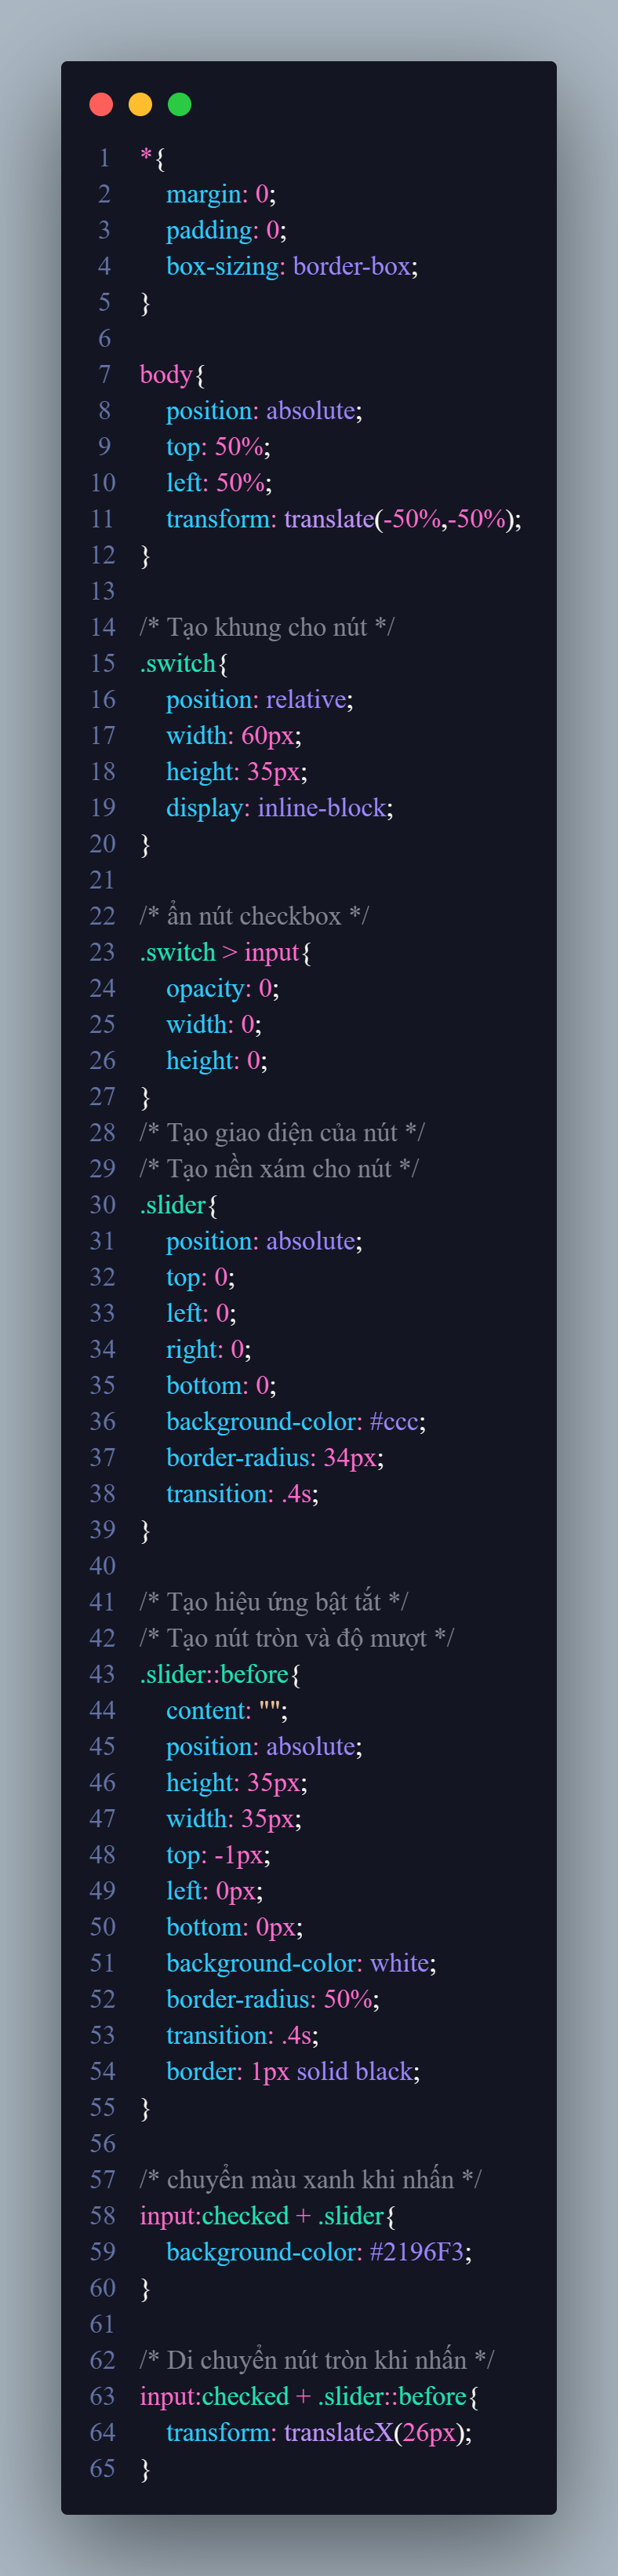 1 *{
2     margin: 0;
3     padding: 0;
4     box-sizing: border-box;
5 }
6
7 body{
8     position: absolute;
9     top: 50%;
10     left: 50%;
11     transform: translate(-50%,-50%);
12 }
13
14 /* Tạo khung cho nút */
15 .switch{
16     position: relative;
17     width: 60px;
18     height: 35px;
19     display: inline-block;
20 }
21
22 /* ẩn nút checkbox */
23 .switch > input{
24     opacity: 0;
25     width: 0;
26     height: 0;
27 }
28 /* Tạo giao diện của nút */
29 /* Tạo nền xám cho nút */
30 .slider{
31     position: absolute;
32     top: 0;
33     left: 0;
34     right: 0;
35     bottom: 0;
36     background-color: #ccc;
37     border-radius: 34px;
38     transition: .4s;
39 }
40
41 /* Tạo hiệu ứng bật tắt */
42 /* Tạo nút tròn và độ mượt */
43 .slider::before{
44     content: "";
45     position: absolute;
46     height: 35px;
47     width: 35px;
48     top: -1px;
49     left: 0px;
50     bottom: 0px;
51     background-color: white;
52     border-radius: 50%;
53     transition: .4s;
54     border: 1px solid black;
55 }
56
57 /* chuyển màu xanh khi nhấn */
58 input:checked + .slider{
59     background-color: #2196F3;
60 }
61
62 /* Di chuyển nút tròn khi nhấn */
63 input:checked + .slider::before{
64     transform: translateX(26px);
65 }